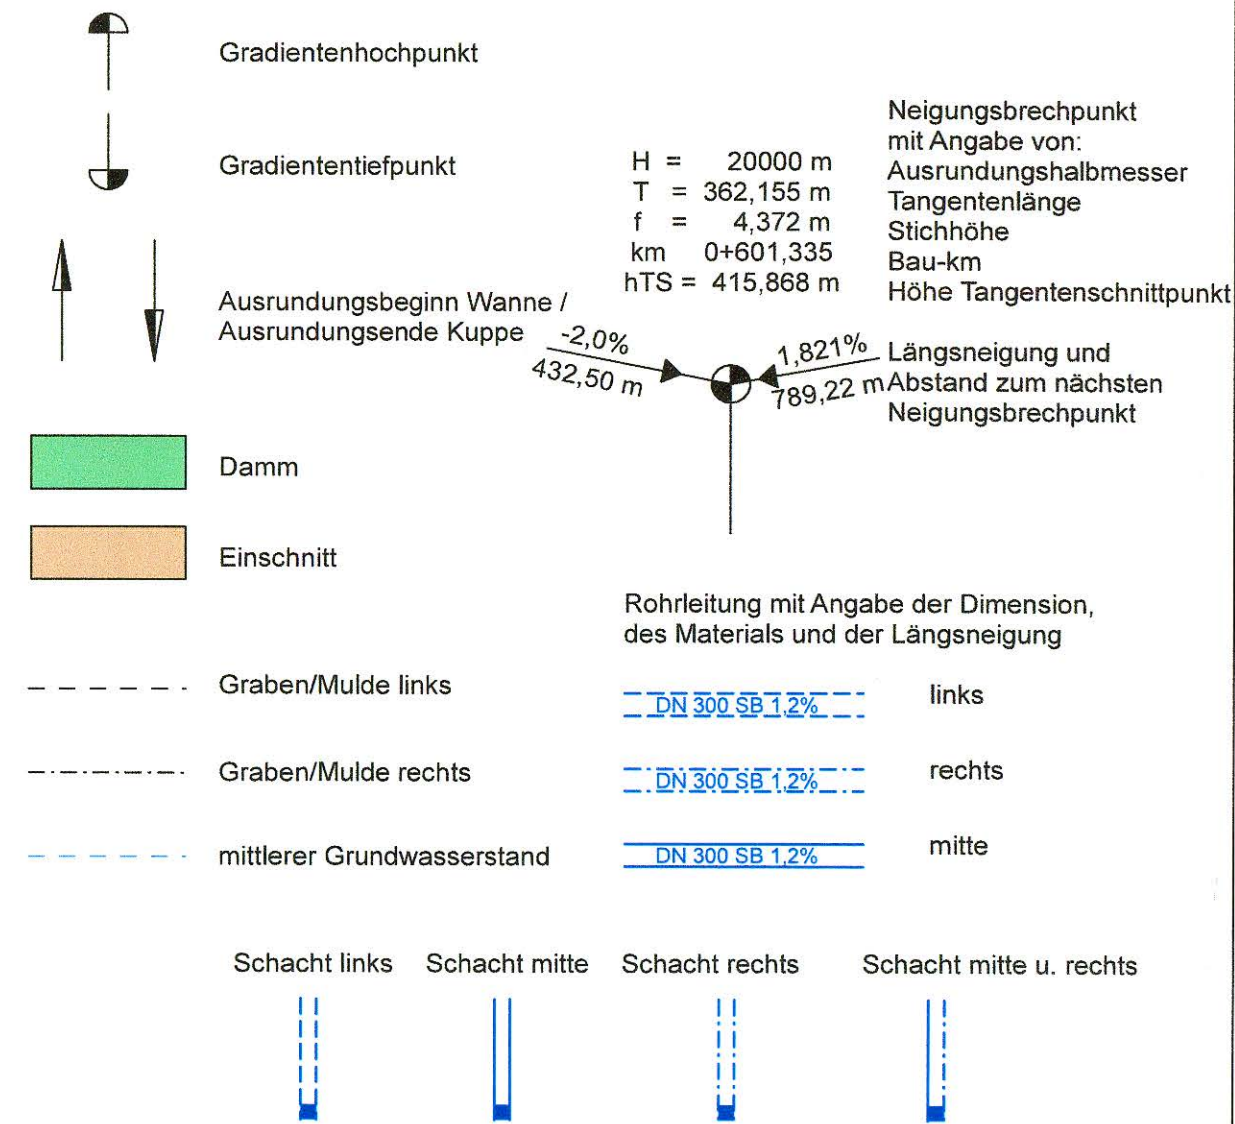 Gradientenhochpunkt
Gradiententiefpunkt
Ausrundungsbeginn Wanne /
Ausrundungsende Kuppe
Damm
Einschnitt
Graben/Mulde links
Graben/Mulde rechts
mittlerer Grundwasserstand
H = 20000 m
T = 362,155 m
f = 4,372 m
km 0+601,335
hTS = 415,868 m
Neigungsbrechpunkt
mit Angabe von:
Ausrundungshalbmesser
Tangentenlänge
Stichhöhe
Bau-km
Höhe Tangentenschnittpunkt
-2,0%
432,50 m
1,821%
789,22 m
Längsneigung und
Abstand zum nächsten
Neigungsbrechpunkt
Rohrleitung mit Angabe der Dimension,
des Materials und der Längsneigung
DN 300 SB 1,2% links
DN 300 SB 1,2% rechts
DN 300 SB 1,2% mitte
Schacht links
Schacht mitte
Schacht rechts
Schacht mitte u. rechts